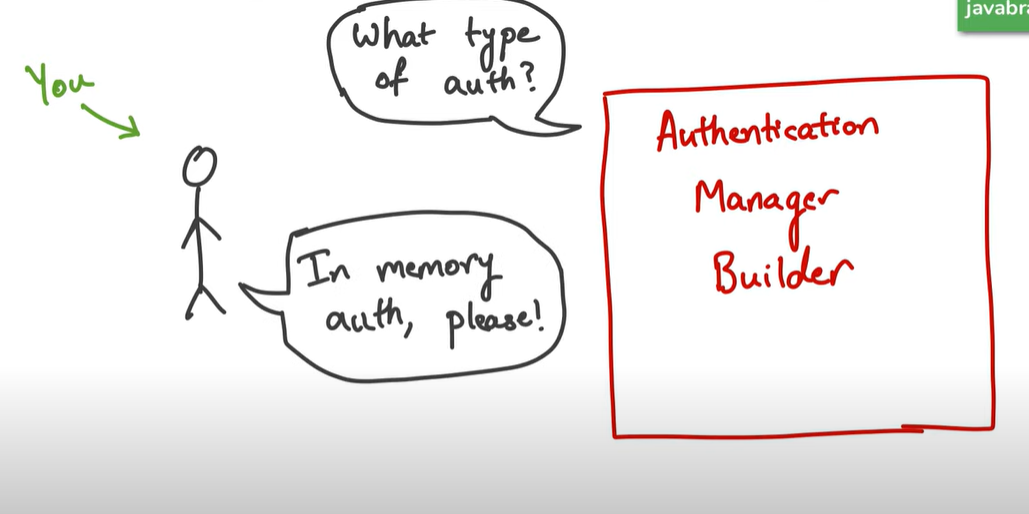 javabra
What type
of auth?
You
Authentication
Manager
Builder
In memory
auth, please!